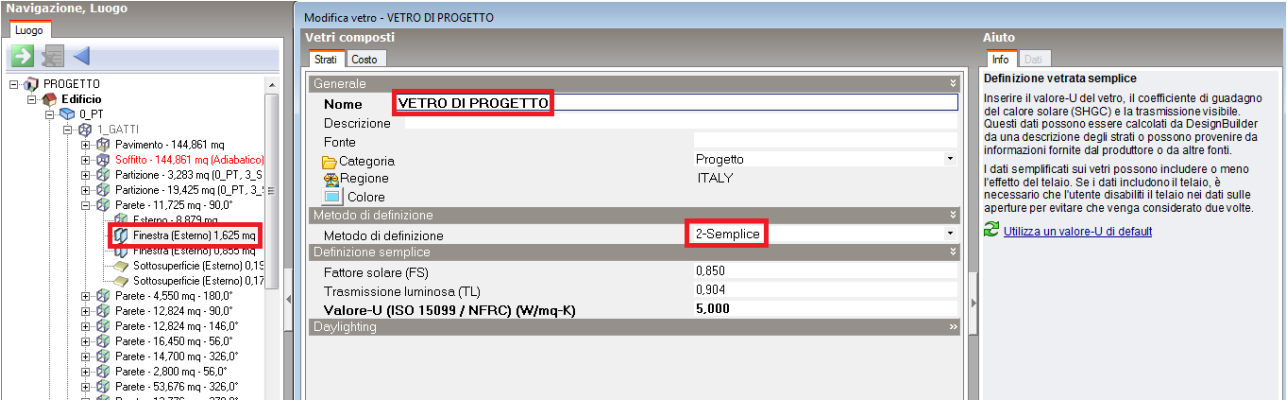 Navigazione, Luogo
Luogo
PROGETTO
Edificio
0_PT
1_GATTI
Pavimento - 144,861 mq
Soffitto - 144,861 mq (Adiabatico)
Partizione - 3,283 mq (0_PT, 3_S
Partizione - 19,425 mq (0_PT, 3_
Parete - 11,725 mq - 90,0°
Esterno - 8,879 mq
Finestra (Esterno) 1,625 mq
Finestra (Esterno) 0,855 mq
Sottosuperficie (Esterno) 0,19
Sottosuperficie (Esterno) 0,17
Parete - 4,550 mq - 180,0°
Parete - 12,824 mq - 90,0°
Parete - 12,824 mq - 146,0°
Parete - 16,450 mq - 56,0°
Parete - 14,700 mq - 326,0°
Parete - 2,800 mq - 56,0°
Parete - 53,676 mq - 326,0°
Modifica vetro - VETRO DI PROGETTO
Vetri composti
Strati Costo
Generale
Nome VETRO DI PROGETTO
Descrizione
Fonte
Categoria Progetto
Regione ITALY
Colore
Metodo di definizione
Metodo di definizione 2-Semplice
Definizione semplice
Fattore solare (FS) 0,850
Trasmissione luminosa (TL) 0,904
Valore-U (ISO 15099 / NFRC) (W/mq-K) 5,000
Daylighting
Aiuto
Info Dati
Definizione vetrata semplice
Inserire il valore-U del vetro, il coefficiente di guadagno
del calore solare (SHGC) e la trasmissione visibile.
Questi dati possono essere calcolati da DesignBuilder
da una descrizione degli strati o possono provenire da
informazioni fornite dal produttore o da altre fonti.
I dati semplificati sui vetri possono includere o meno
l'effetto del telaio. Se i dati includono il telaio, è
necessario che l'utente disabiliti il telaio nei dati sulle
aperture per evitare che venga considerato due volte.
Utilizza un valore-U di default